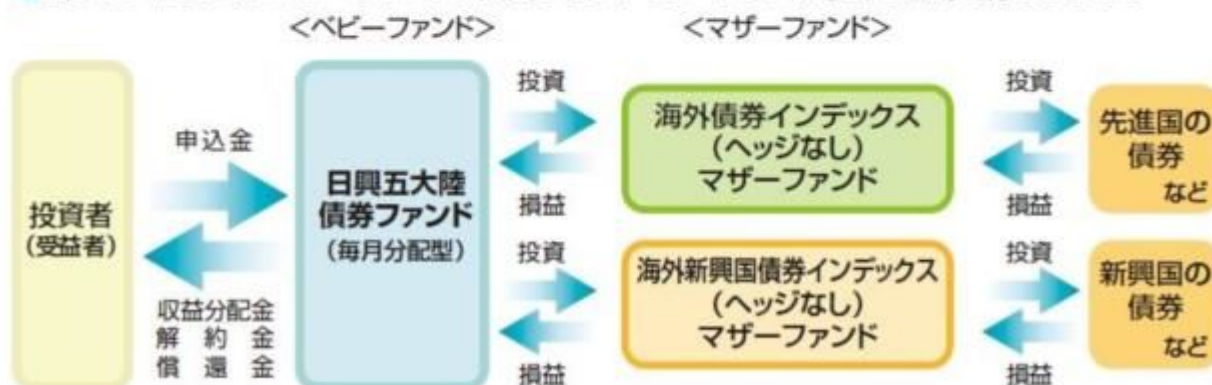 <ベビーファンド>
<マザーファンド>
投資者
(受益者)
申込金
収益分配金
解約金
償還金
日興五大陸
債券ファンド
(毎月分配型)
投資
損益
投資
損益
海外債券インデックス
(ヘッジなし)
マザーファンド
海外新興国債券インデックス
(ヘッジなし)
マザーファンド
投資
損益
投資
損益
先進国の
債券
など
新興国の
債券
など